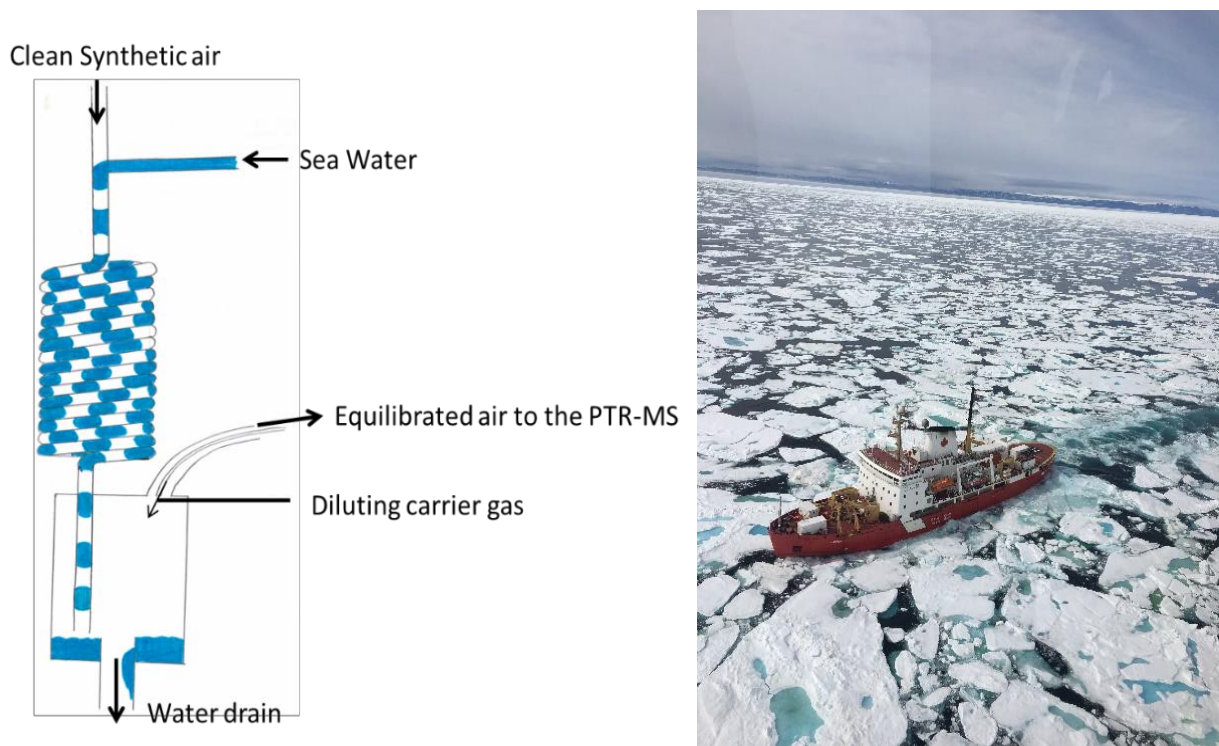 Clean Synthetic air
Sea Water
Equilibrated air to the PTR-MS
Diluting carrier gas
Water drain